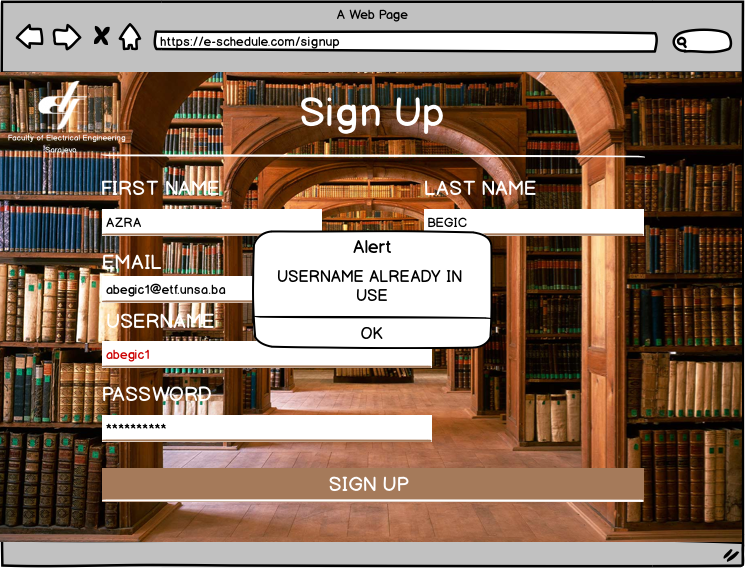 A Web Page
https://e-schedule.com/signup
Faculty of Electrical Engineering
Sarajevo
Sign Up
FIRST NAME
LAST NAME
AZRA
BEGIC
Alert
USERNAME ALREADY IN
USE
OK
EMAIL
abegic1@etf.unsa.ba
USERNAME
abegic1
PASSWORD
**********
SIGN UP